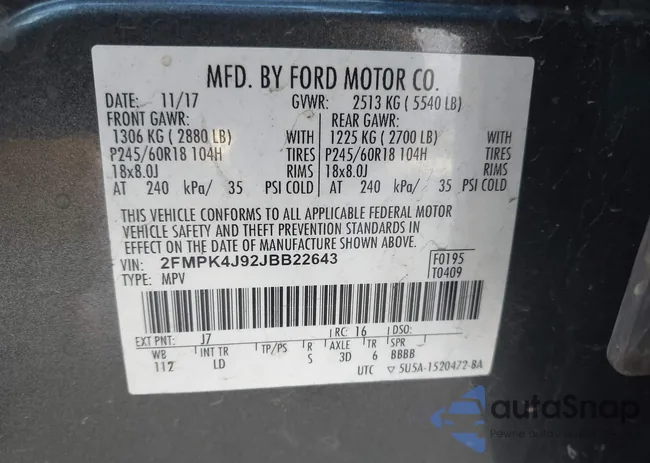 MFD. BY FORD MOTOR CO.
DATE: 11/17 GVWR: 2513 KG ( 5540 LB)
FRONT GAWR: REAR GAWR:
1306 KG ( 2880 LB) WITH 1225 KG ( 2700 LB) WITH
P245/60R18 104H TIRES P245/60R18 104H TIRES
18x8.0J RIMS 18x8.0J RIMS
AT 240 kPa/ 35 PSI COLD AT 240 kPa/ 35 PSI COLD
THIS VEHICLE CONFORMS TO ALL APPLICABLE FEDERAL MOTOR
VEHICLE SAFETY AND THEFT PREVENTION STANDARDS IN
EFFECT ON THE DATE OF MANUFACTURE SHOWN ABOVE.
VIN: 2FMPK4J92JBB22643 F0195
TYPE: MPV T0409
EXT PNT: J7 RC: 16 DSO:
WB INT TR TP/PS R AXLE TR SPR
112 LD S 3D 6 BBBB
UTC ▽ 5U5A-1520472-BA
autoSnap
Pewne auto